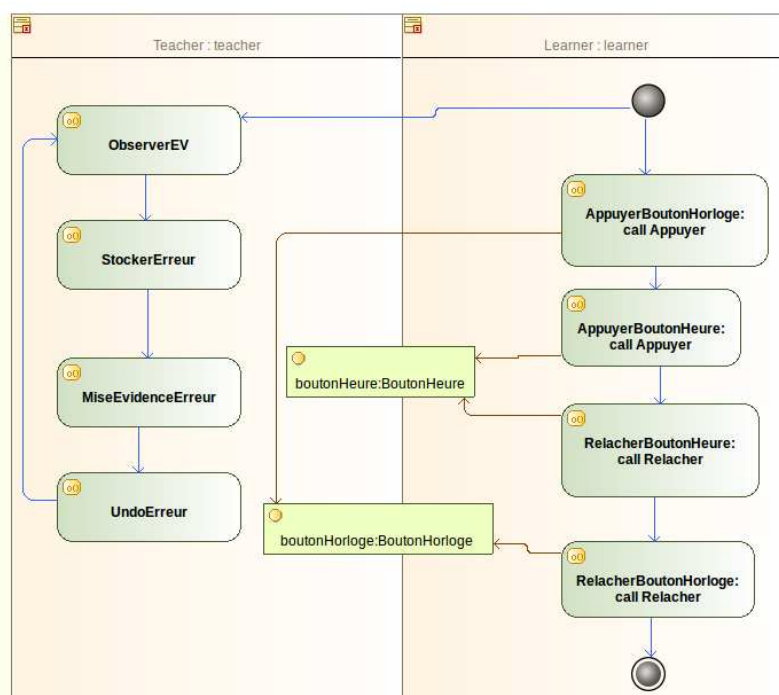 Teacher : teacher
Learner : learner
ObserverEV
StockerErreur
MiseEvidenceErreur
UndoErreur
AppuyerBoutonHorloge:
call Appuyer
AppuyerBoutonHeure:
call Appuyer
boutonHeure:BoutonHeure
RelacherBoutonHeure:
call Relacher
boutonHorloge:BoutonHorloge
RelacherBoutonHorloge:
call Relacher